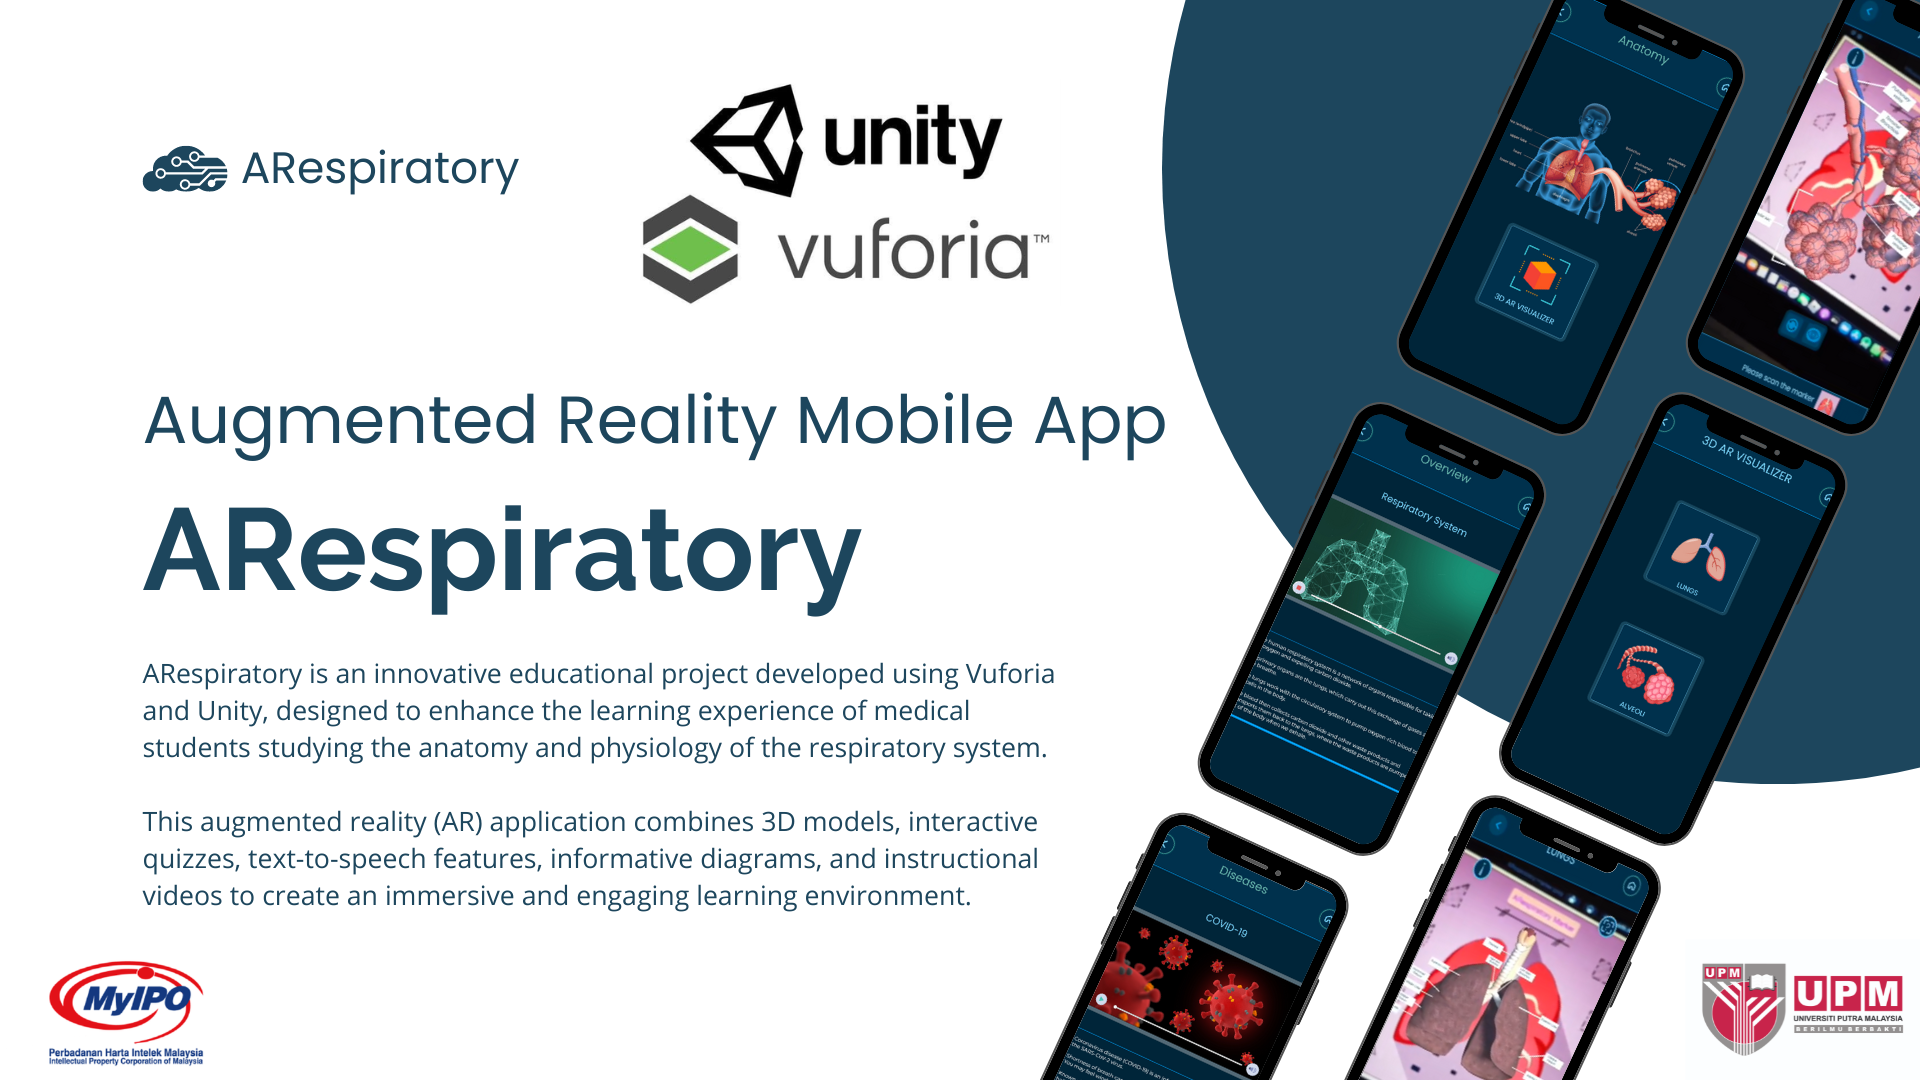 ARespiratory
unity
vuforia™
Augmented Reality Mobile App
ARespiratory
ARespiratory is an innovative educational project developed using Vuforia
and Unity, designed to enhance the learning experience of medical
students studying the anatomy and physiology of the respiratory system.
This augmented reality (AR) application combines 3D models, interactive
quizzes, text-to-speech features, informative diagrams, and instructional
videos to create an immersive and engaging learning environment.
MyIPO
Perbadanan Harta Intelek Malaysia
Intellectual Property Corporation of Malaysia
Anatomy
3D AR VISUALIZER
Please scan the marker
Overview
Respiratory System
3D AR VISUALIZER
LUNGS
ALVEOLI
Diseases
COVID-19
LUNGS
ARespiratory Marker
UPM
UPM
UNIVERSITI PUTRA MALAYSIA
BERILMU BERBAKTI